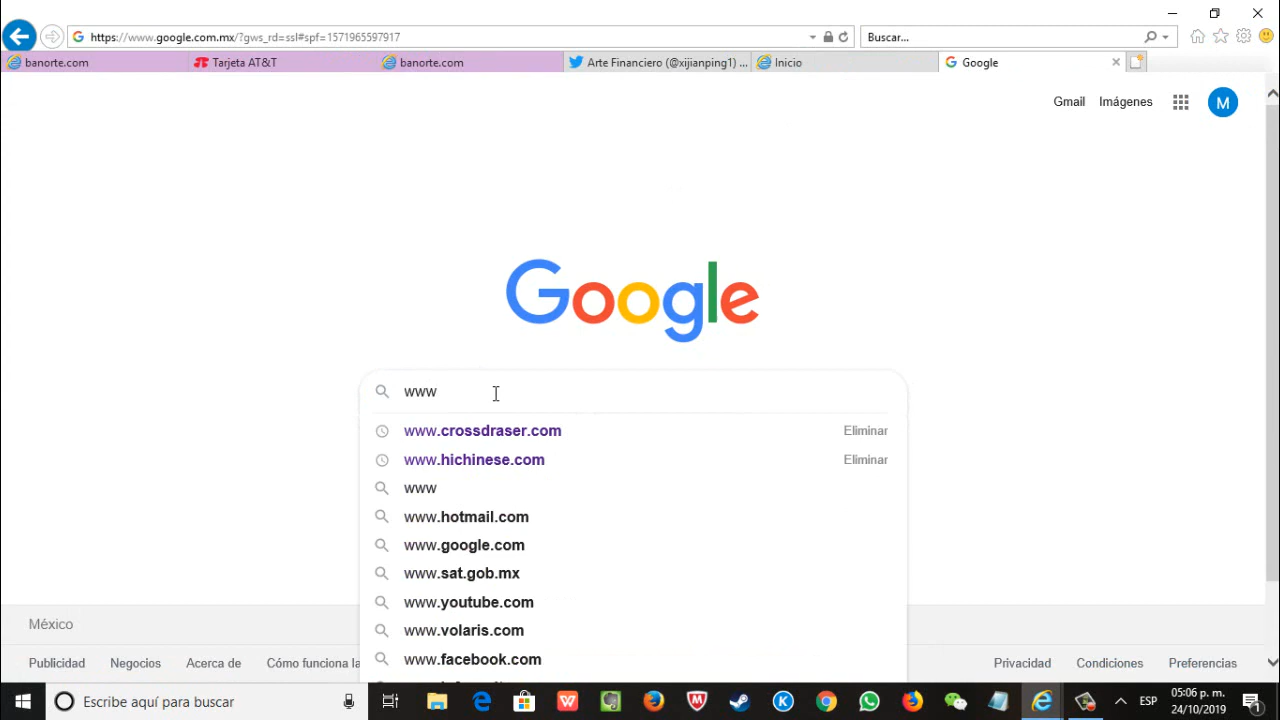 https://www.google.com.mx/?gws_rd=ssl#spf=1571965597917
Buscar...
banorte.com
Tarjeta AT&T
banorte.com
Arte Financiero (@xijianping1) ...
Inicio
Google
Gmail
Imágenes
M
Google
www
www.crossdraser.com
Eliminar
www.hichinese.com
Eliminar
www
www.hotmail.com
www.google.com
www.sat.gob.mx
www.youtube.com
www.volaris.com
www.facebook.com
México
Publicidad
Negocios
Acerca de
Cómo funciona la
Privacidad
Condiciones
Preferencias
Escribe aquí para buscar
ESP
05:06 p. m.
24/10/2019